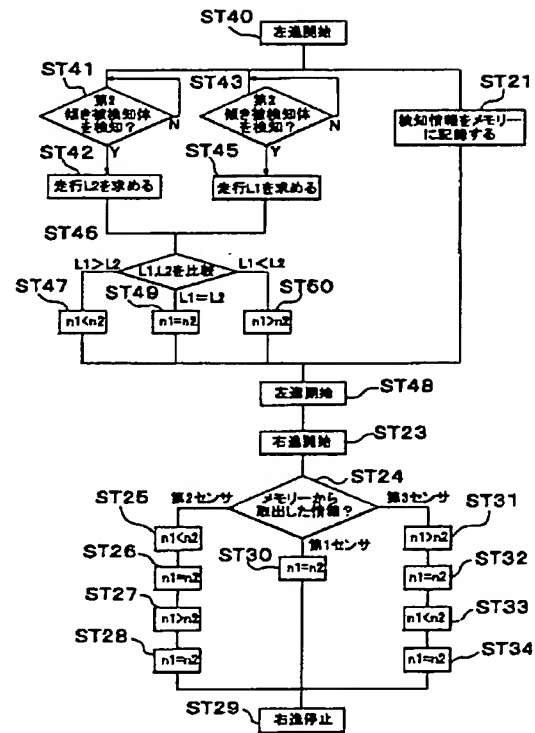 ST40
左進開始
ST41
第2
傾き被検知体
を検知？
N
Y
ST43
第2
傾き被検知体
を検知？
N
Y
ST21
検知情報をメモリー
に記録する
ST42
走行L2を求める
ST45
走行L1を求める
ST46
L1,L2を比較
L1>L2
L1=L2
L1<L2
ST47
n1<n2
ST49
n1=n2
ST50
n1>n2
左進開始
ST48
右進開始
ST23
ST24
メモリーから
取出した情報？
第2センサ
第1センサ
第3センサ
ST25
n1<n2
ST26
n1=n2
ST27
n1>n2
ST28
n1=n2
ST30
n1=n2
ST31
n1>n2
ST32
n1=n2
ST33
n1<n2
ST34
n1=n2
ST29
右進停止